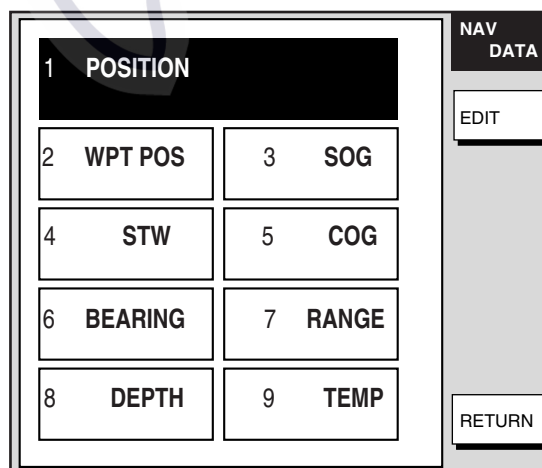 1 POSITION
2 WPT POS
3 SOG
4 STW
5 COG
6 BEARING
7 RANGE
8 DEPTH
9 TEMP
NAV
DATA
EDIT
RETURN